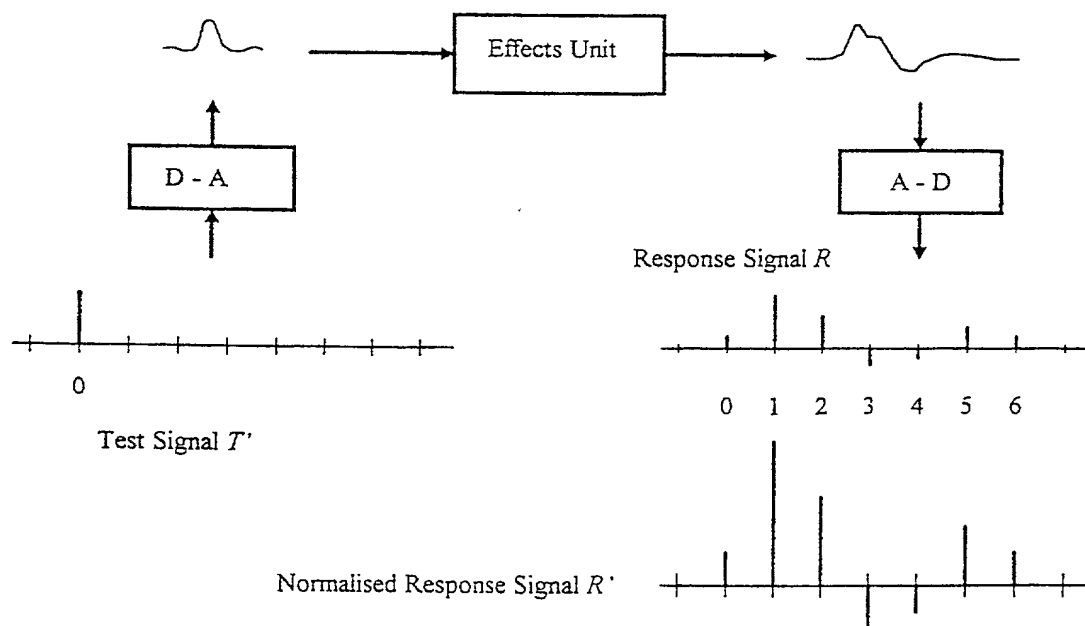 Effects Unit
D - A
A - D
Response Signal R
0
0 1 2 3 4 5 6
Test Signal T'
Normalised Response Signal R'